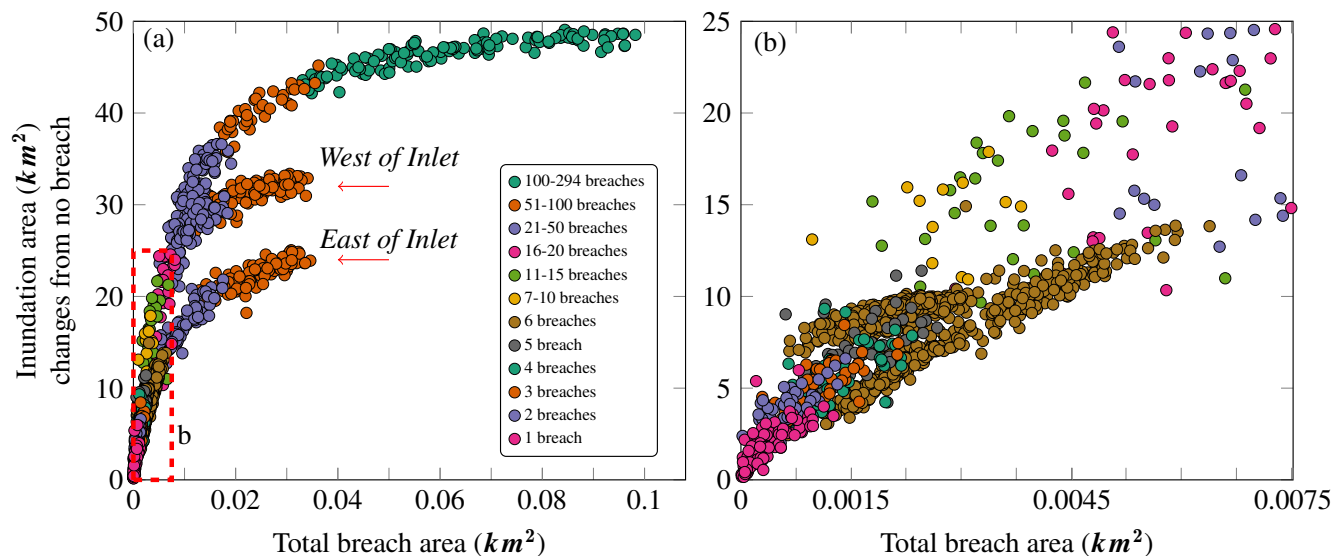 Inundation area (km²)
changes from no breach
50
40
30
20
10
0
(a)
West of Inlet
East of Inlet
b
100-294 breaches
51-100 breaches
21-50 breaches
16-20 breaches
11-15 breaches
7-10 breaches
6 breaches
5 breach
4 breaches
3 breaches
2 breaches
1 breach
0 0.02 0.04 0.06 0.08 0.1
Total breach area (km²)
25
20
15
10
5
0
(b)
0 0.0015 0.0045 0.0075
Total breach area (km²)